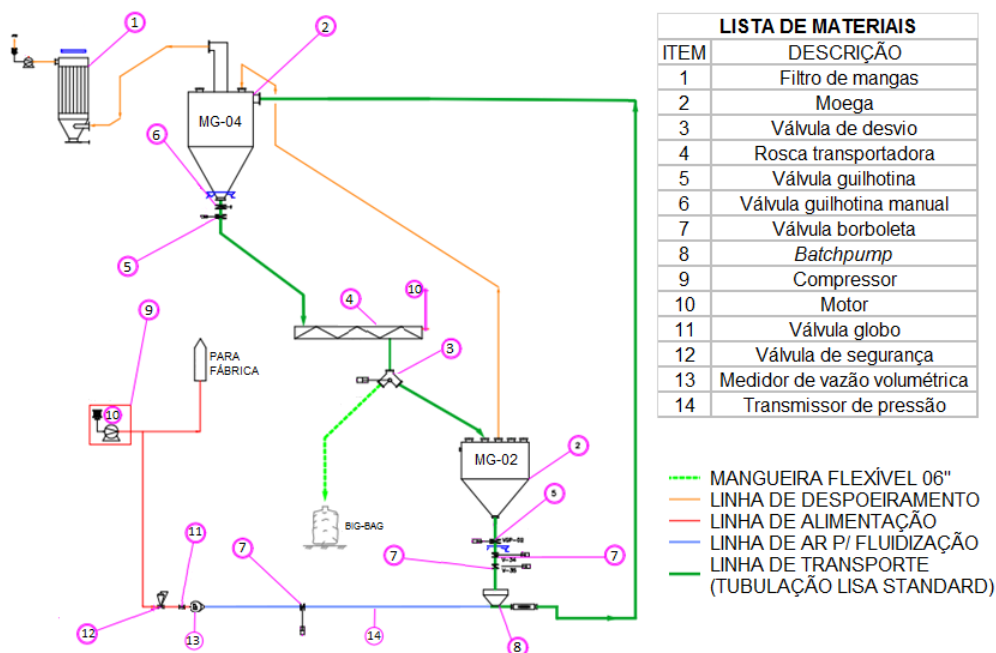 1
2
MG-04
6
5
4
10
3
9
PARA
FÁBRICA
10
MG-02
2
5
BIG-BAG
11
7
7
7
V-35
12
13
14
8
LISTA DE MATERIAIS
ITEM DESCRIÇÃO
1 Filtro de mangas
2 Moega
3 Válvula de desvio
4 Rosca transportadora
5 Válvula guilhotina
6 Válvula guilhotina manual
7 Válvula borboleta
8 Batchpump
9 Compressor
10 Motor
11 Válvula globo
12 Válvula de segurança
13 Medidor de vazão volumétrica
14 Transmissor de pressão
MANGUEIRA FLEXÍVEL 06"
LINHA DE DESPOEIRAMENTO
LINHA DE ALIMENTAÇÃO
LINHA DE AR P/ FLUIDIZAÇÃO
LINHA DE TRANSPORTE
(TUBULAÇÃO LISA STANDARD)